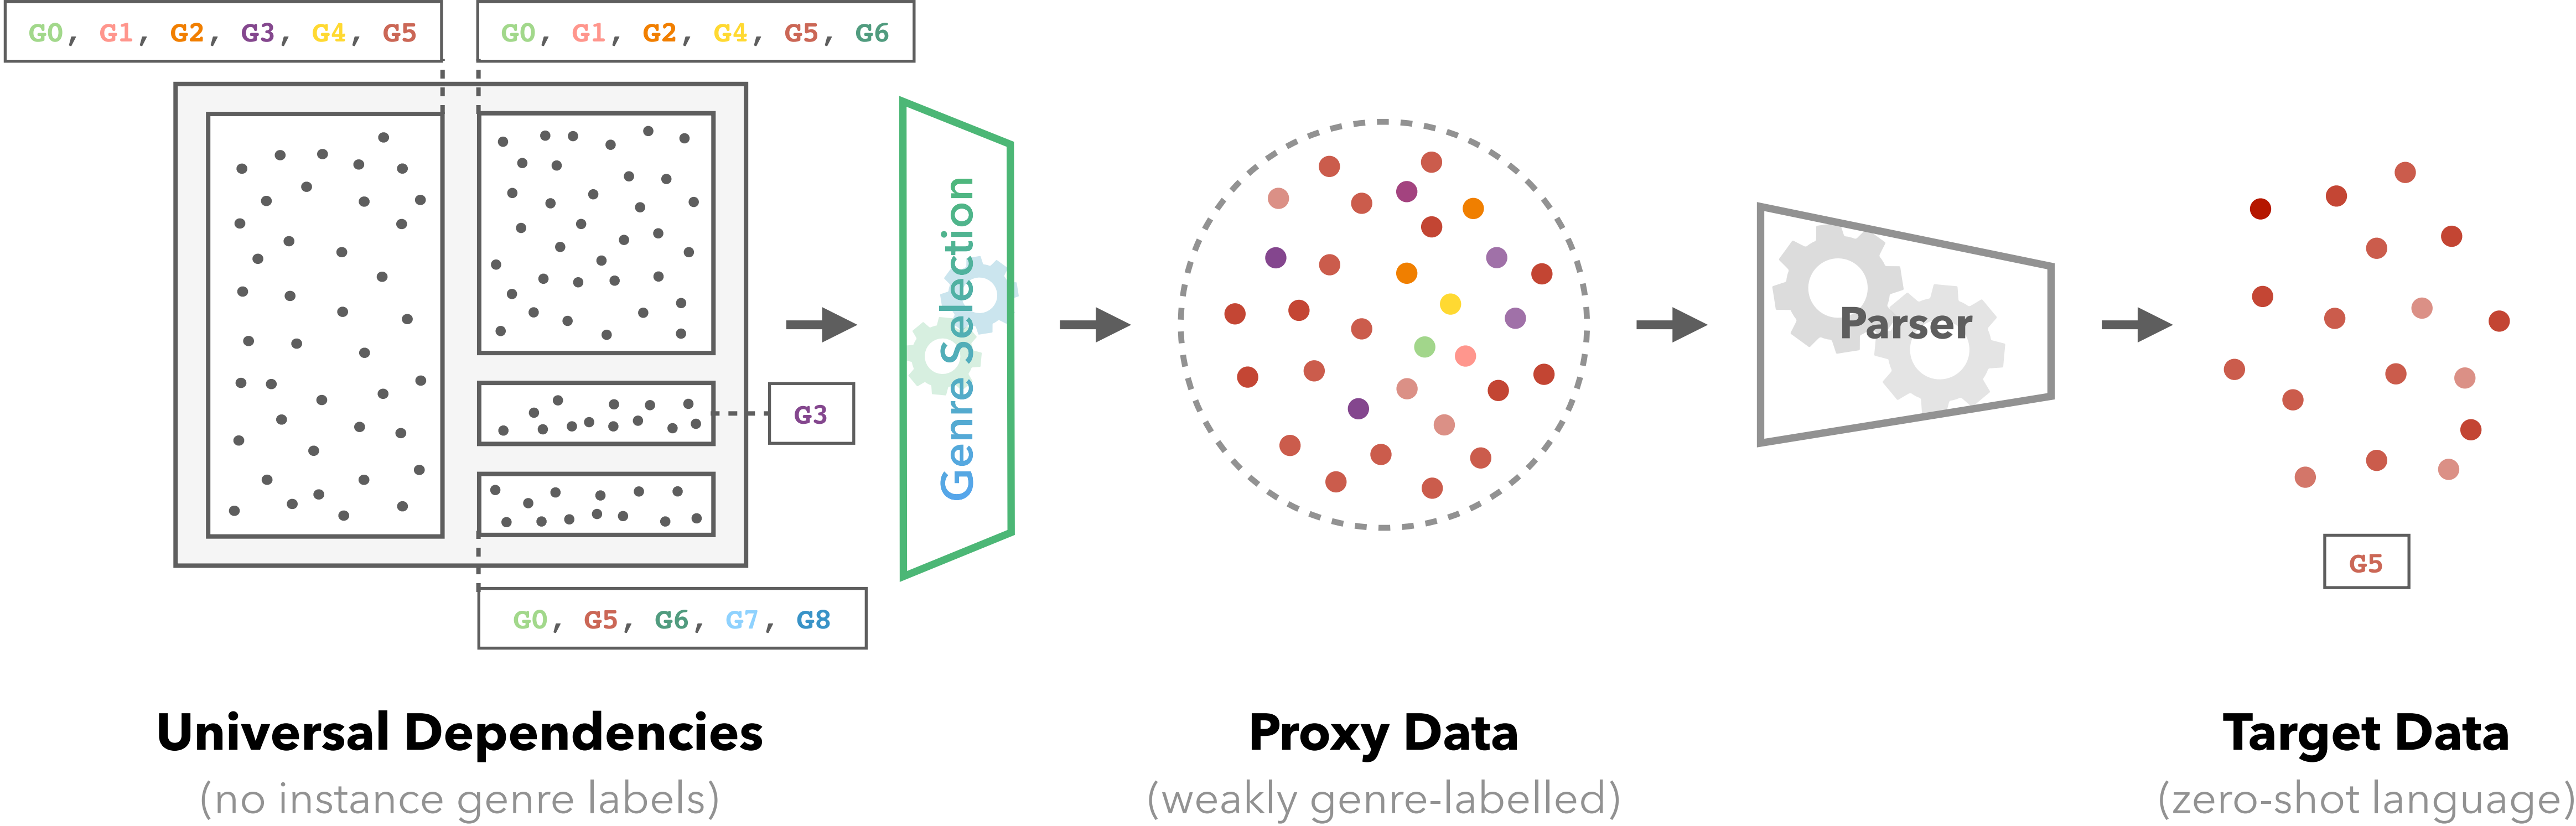 G0, G1, G2, G3, G4, G5
G0, G1, G2, G4, G5, G6
G3
G0, G5, G6, G7, G8
Genre Selection
Parser
G5
Universal Dependencies
(no instance genre labels)
Proxy Data
(weakly genre-labelled)
Target Data
(zero-shot language)